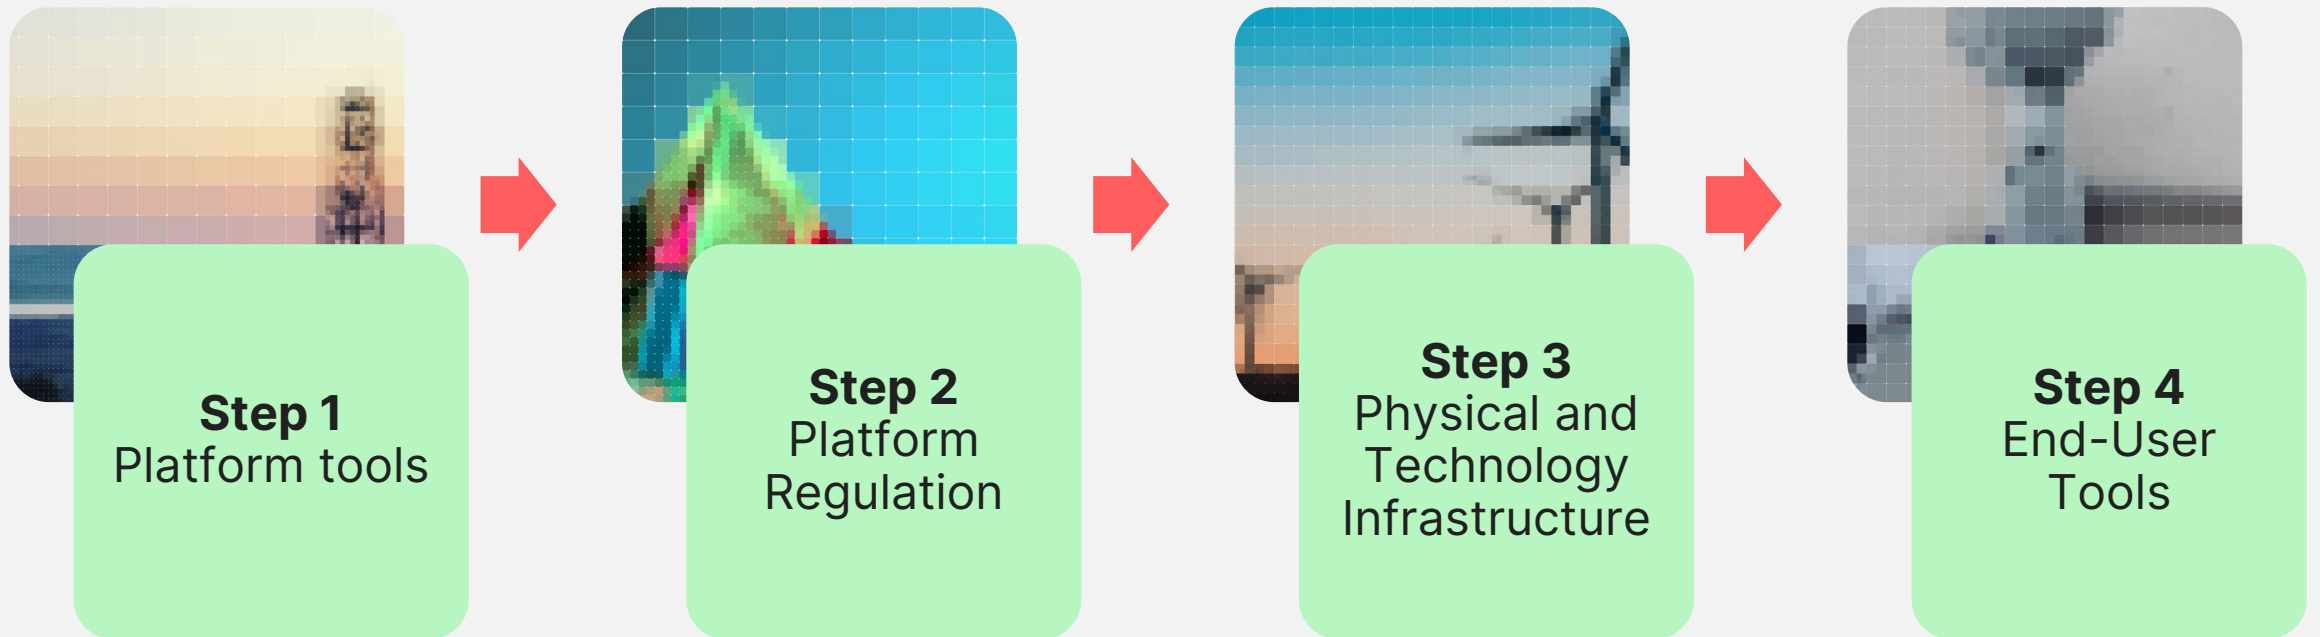 Step 1
Platform tools
Step 2
Platform
Regulation
Step 3
Physical and
Technology
Infrastructure
Step 4
End-User
Tools